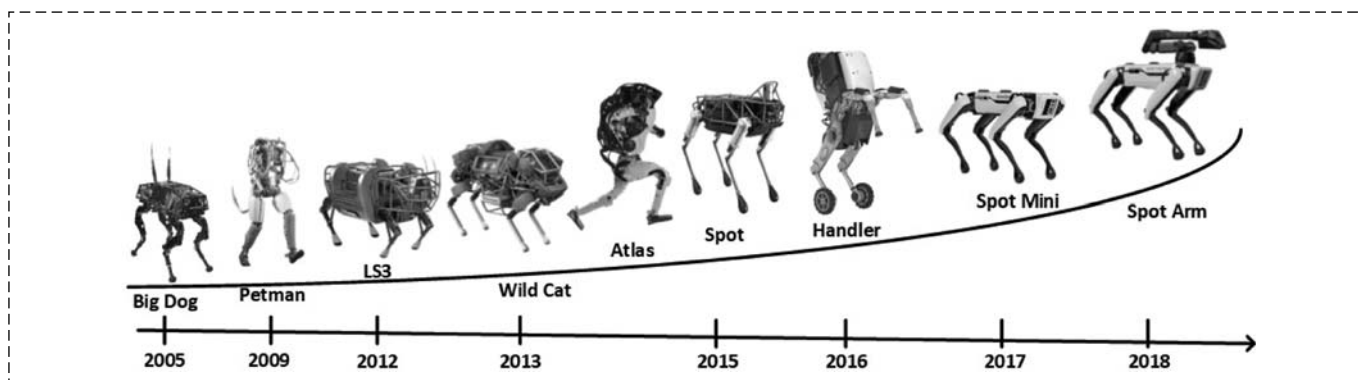 Big Dog
Petman
LS3
Wild Cat
Atlas
Spot
Handler
Spot Mini
Spot Arm
2005 2009 2012 2013 2015 2016 2017 2018